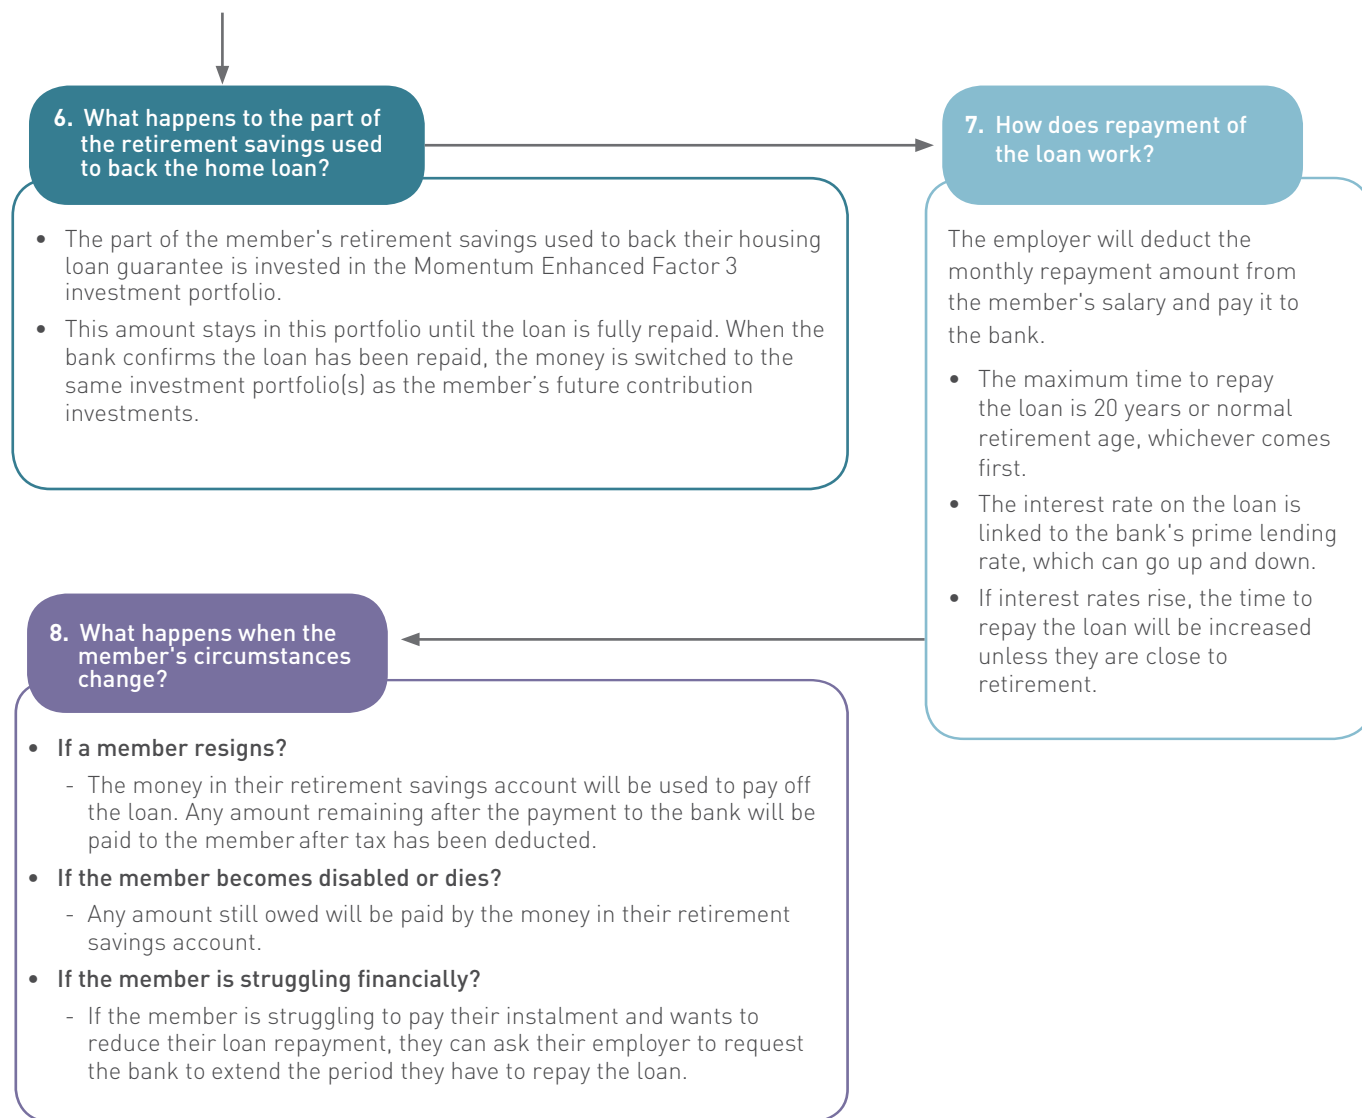 6. What happens to the part of
the retirement savings used
to back the home loan?
• The part of the member's retirement savings used to back their housing
loan guarantee is invested in the Momentum Enhanced Factor 3
investment portfolio.
• This amount stays in this portfolio until the loan is fully repaid. When the
bank confirms the loan has been repaid, the money is switched to the
same investment portfolio(s) as the member's future contribution
investments.
7. How does repayment of
the loan work?
The employer will deduct the
monthly repayment amount from
the member's salary and pay it to
the bank.
• The maximum time to repay
the loan is 20 years or normal
retirement age, whichever comes
first.
• The interest rate on the loan is
linked to the bank's prime lending
rate, which can go up and down.
• If interest rates rise, the time to
repay the loan will be increased
unless they are close to
retirement.
8. What happens when the
member's circumstances
change?
• If a member resigns?
- The money in their retirement savings account will be used to pay off
the loan. Any amount remaining after the payment to the bank will be
paid to the member after tax has been deducted.
• If the member becomes disabled or dies?
- Any amount still owed will be paid by the money in their retirement
savings account.
• If the member is struggling financially?
- If the member is struggling to pay their instalment and wants to
reduce their loan repayment, they can ask their employer to request
the bank to extend the period they have to repay the loan.